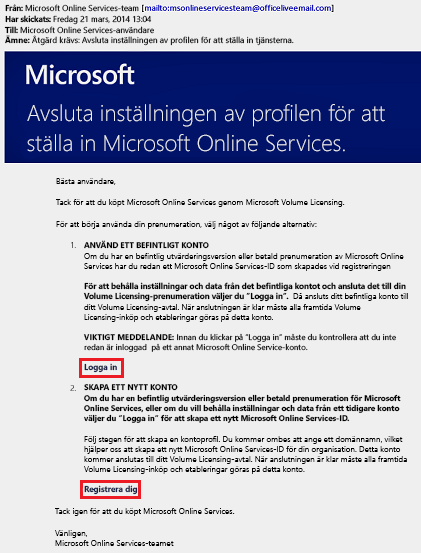 Från: Microsoft Online Services-team [mailto:msonlineservicesteam@officeliveemail.com]
Har skickats: Fredag 21 mars, 2014 13:04
Till: Microsoft Online Services-användare
Ämne: Åtgärd krävs: Avsluta inställningen av profilen för att ställa in tjänsterna.
Microsoft
Avsluta inställningen av profilen för att
ställa in Microsoft Online Services.
Bästa användare,
Tack för att du köpt Microsoft Online Services genom Microsoft Volume Licensing.
För att börja använda din prenumeration, välj något av följande alternativ:
1. ANVÄND ETT BEFINTLIGT KONTO
Om du har en befintlig utvärderingsversion eller betald prenumeration av Microsoft Online
Services har du redan ett Microsoft Online Services-ID som skapades vid registreringen
För att behålla inställningar och data från det befintliga kontot och ansluta det till din
Volume Licensing-prenumeration väljer du "Logga in". Då ansluts ditt befintliga konto till
ditt Volume Licensing-avtal. När anslutningen är klar måste alla framtida Volume
Licensing-inköp och etableringar göras på detta konto.
VIKTIGT MEDDELANDE: Innan du klickar på "Logga in" måste du kontrollera att du inte
redan är inloggad på ett annat Microsoft Online Service-konto.
Logga in
2. SKAPA ETT NYTT KONTO
Om du har en befintlig utvärderingsversion eller betald prenumeration för Microsoft
Online Services, eller om du vill behålla inställningar och data från ett tidigare konto
väljer du "Logga in" för att skapa ett nytt Microsoft Online Services-ID.
Följ stegen för att skapa en kontoprofil. Du kommer ombes att ange ett domännamn, vilket
hjälper oss att skapa ett nytt Microsoft Online Services-ID för din organisation. Detta konto
kommer anslutas till ditt Volume Licensing-avtal. När anslutningen är klar måste alla framtida
Volume Licensing-inköp och etableringar göras på detta konto.
Registrera dig
Tack igen för att du köpt Microsoft Online Services.
Vänligen,
Microsoft Online Services-teamet